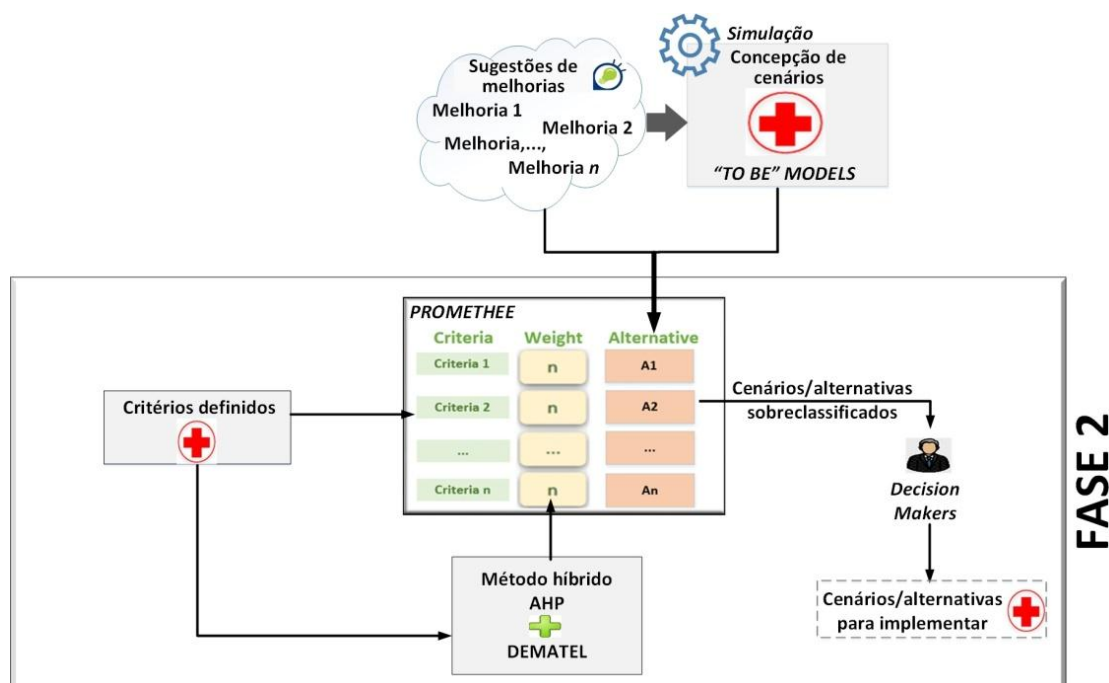 Sugestões de
melhorias
Melhoria 1
Melhoria 2
Melhoria,...,
Melhoria n
Simulação
Concepção de
cenários
“TO BE” MODELS
PROMETHEE
Criteria Weight Alternative
Criteria 1 n A1
Criteria 2 n A2
... ... ...
Criteria n n An
Critérios definidos
Método híbrido
AHP
DEMATEL
Cenários/alternativas
sobreclassificados
Decision
Makers
Cenários/alternativas
para implementar
FASE 2